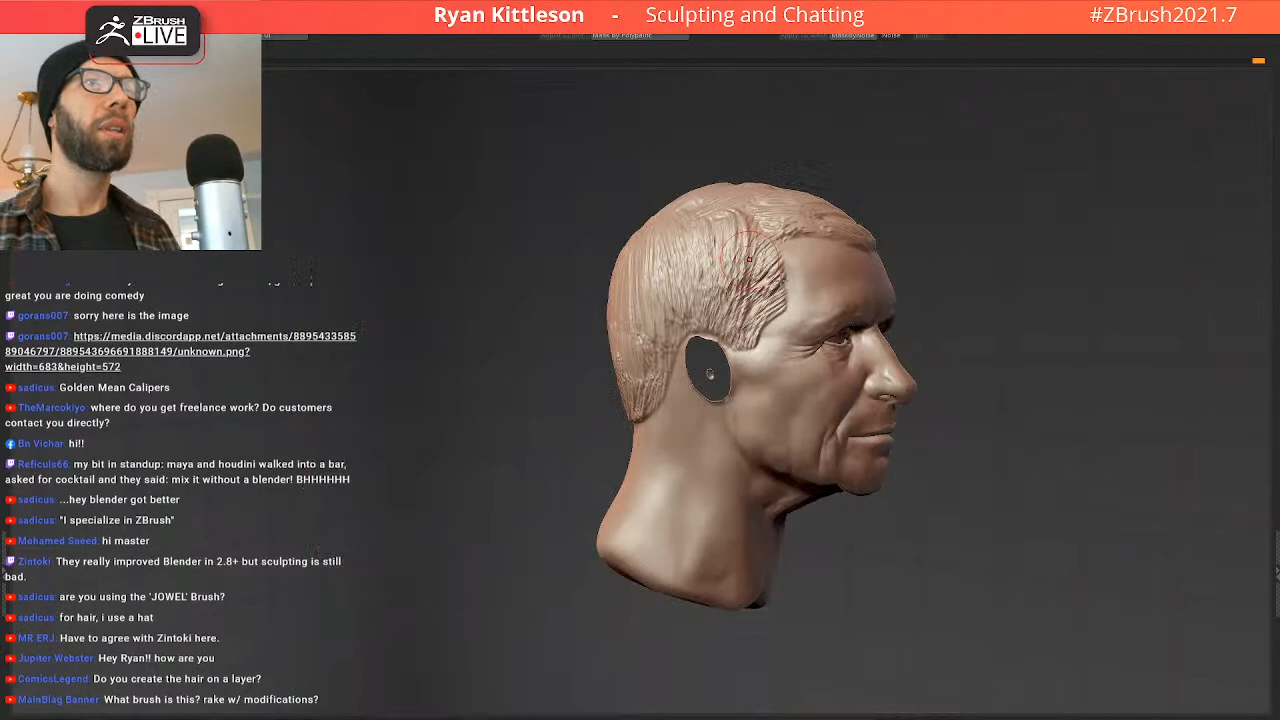 Ryan Kittleson - Sculpting and Chatting #ZBrush2021.7
ZBRUSH
LIVE
Mask By Polypaint
MaskByNoise Noise
great you are doing comedy
gorans007: sorry here is the image
gorans007: https://media.discordapp.net/attachments/8895433585
89046797/889543696691888149/unknown.png?
width=683&height=572
sadicus: Golden Mean Calipers
TheMarcokiyo: where do you get freelance work? Do customers
contact you directly?
Bn Vichar: hi!!
Reficuls66: my bit in standup: maya and houdini walked into a bar,
asked for cocktail and they said: mix it without a blender! BHHHHHH
sadicus: ...hey blender got better
sadicus: "I specialize in ZBrush"
Mohamed Saeed: hi master
Zintoki: They really improved Blender in 2.8+ but sculpting is still
bad.
sadicus: are you using the 'JOWEL' Brush?
sadicus: for hair, i use a hat
MR ERJ: Have to agree with Zintoki here.
Jupiter Webster: Hey Ryan!! how are you
ComicsLegend: Do you create the hair on a layer?
MainBlag Banner: What brush is this? rake w/ modifications?